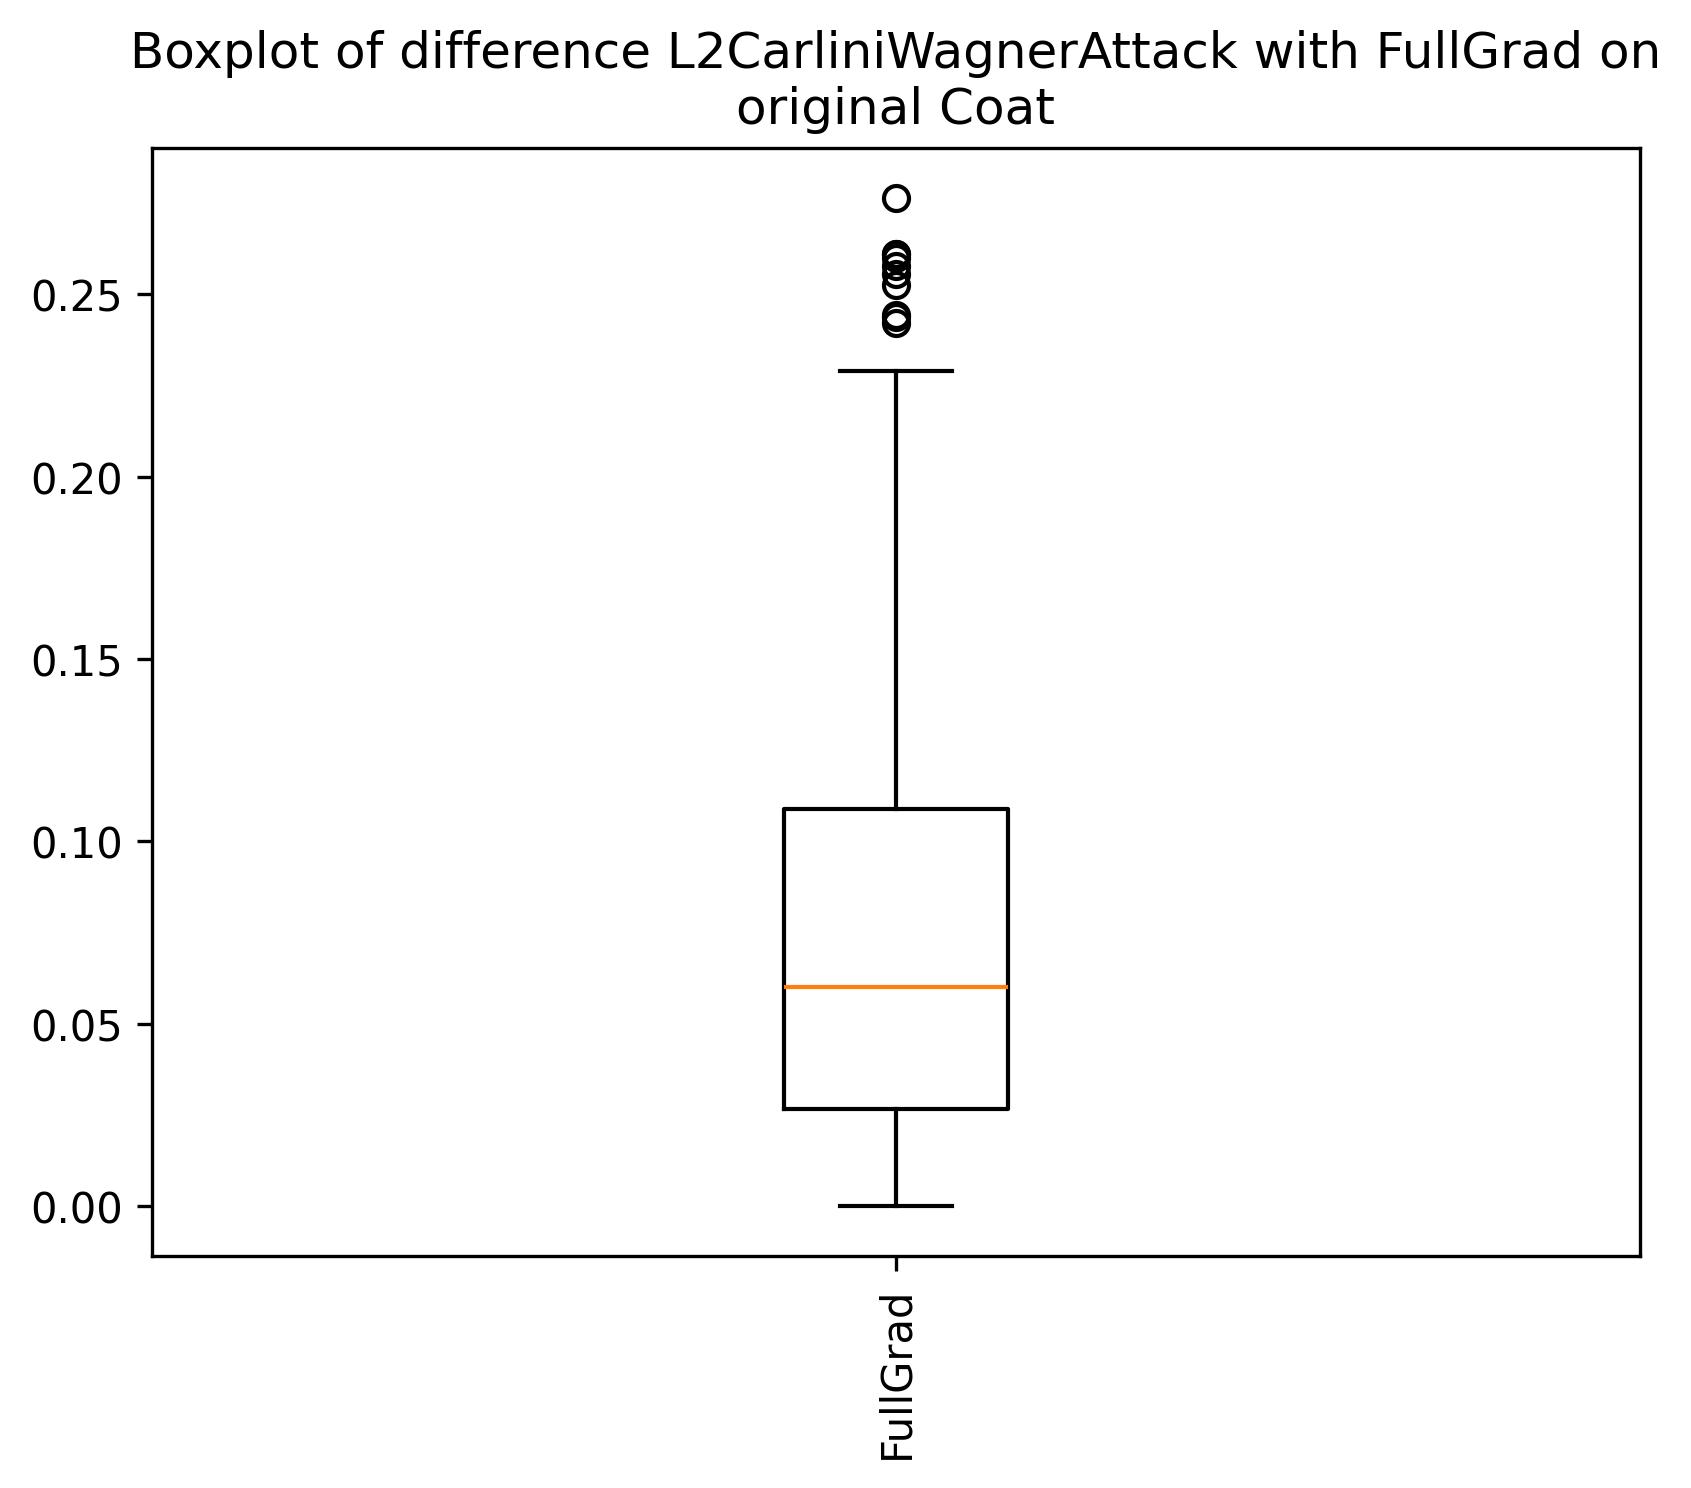 Boxplot of difference L2CarliniWagnerAttack with FullGrad on
original Coat
0.25
0.20
0.15
0.10
0.05
0.00
FullGrad